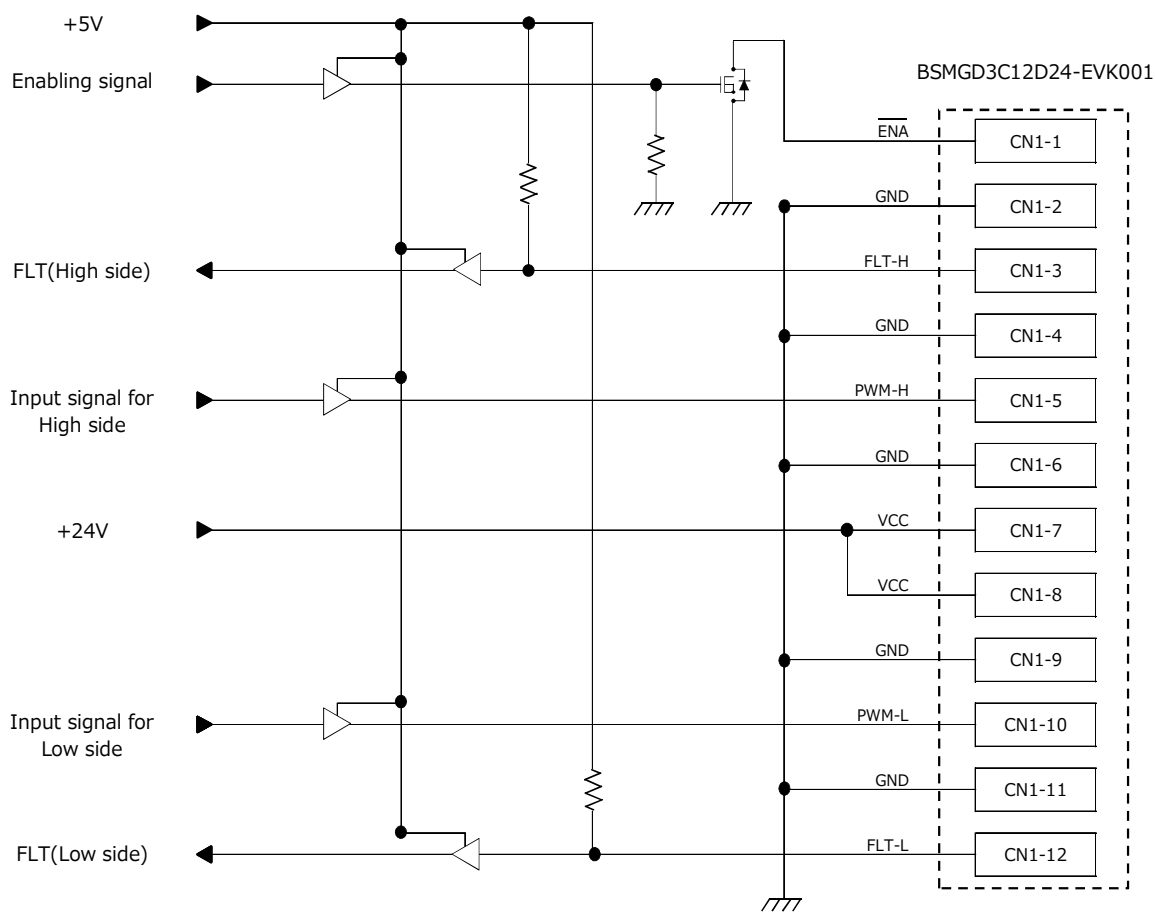 +5V
Enabling signal
BSMGD3C12D24-EVK001
ENA
CN1-1
GND
CN1-2
FLT(High side)
FLT-H
CN1-3
GND
CN1-4
Input signal for
High side
PWM-H
CN1-5
GND
CN1-6
+24V
VCC
CN1-7
VCC
CN1-8
GND
CN1-9
Input signal for
Low side
PWM-L
CN1-10
GND
CN1-11
FLT(Low side)
FLT-L
CN1-12